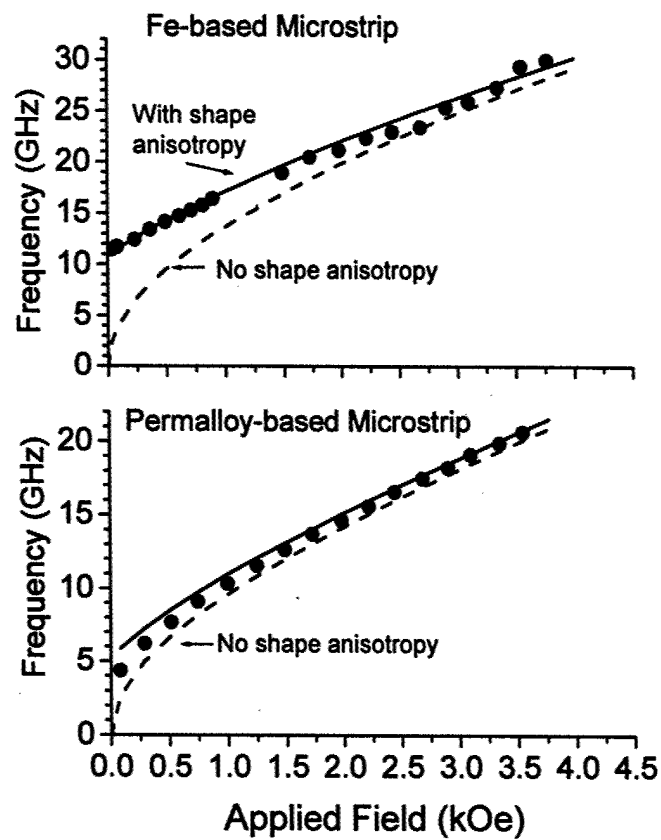 Fe-based Microstrip
30
25
20
15
10
5
0
Frequency (GHz)
With shape
anisotropy
No shape anisotropy
Permalloy-based Microstrip
20
15
10
5
0
Frequency (GHz)
No shape anisotropy
0.0 0.5 1.0 1.5 2.0 2.5 3.0 3.5 4.0 4.5
Applied Field (kOe)